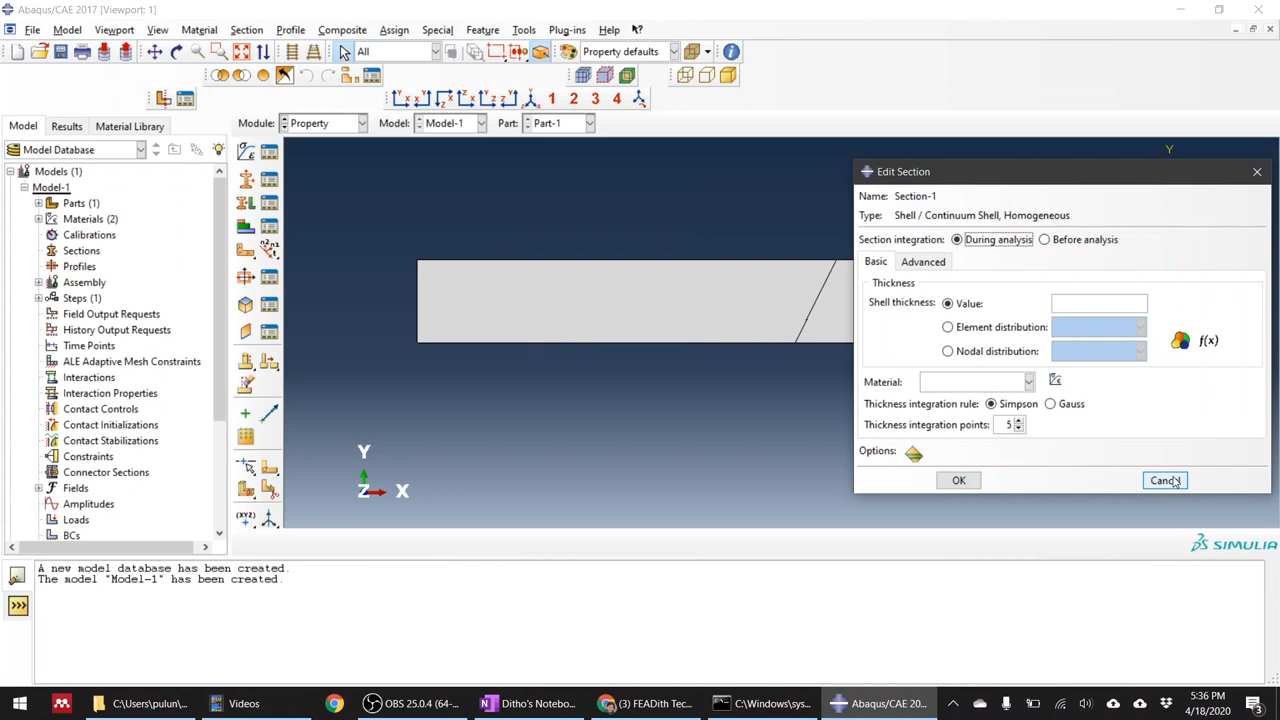 Abaqus/CAE 2017 [Viewport: 1]
File Model Viewport View Material Section Profile Composite Assign Special Feature Tools Plug-ins Help
All Property defaults
1 2 3 4
Model Results Material Library Module: Property Model: Model-1 Part: Part-1
Model Database
Models (1)
Model-1
Parts (1)
Materials (2)
Calibrations
Sections
Profiles
Assembly
Steps (1)
Field Output Requests
History Output Requests
Time Points
ALE Adaptive Mesh Constraints
Interactions
Interaction Properties
Contact Controls
Contact Initializations
Contact Stabilizations
Constraints
Connector Sections
Fields
Amplitudes
Loads
BCs
(XYZ)
Y
Y
Z X
Edit Section
Name: Section-1
Type: Shell / Continuum Shell, Homogeneous
Section integration: During analysis Before analysis
Basic Advanced
Thickness
Shell thickness: Value:
Element distribution:
f(x)
Nodal distribution:
Material:
Thickness integration rule: Simpson Gauss
Thickness integration points: 5
Options:
OK Cancel
SIMULIA
A new model database has been created.
The model "Model-1" has been created.
>>>
C:\Users\pulun\... Videos OBS 25.0.4 (64-... Ditho's Notebo... (3) FEADith Tec... C:\Windows\sys... Abaqus/CAE 20...
5:36 PM
4/18/2020
3